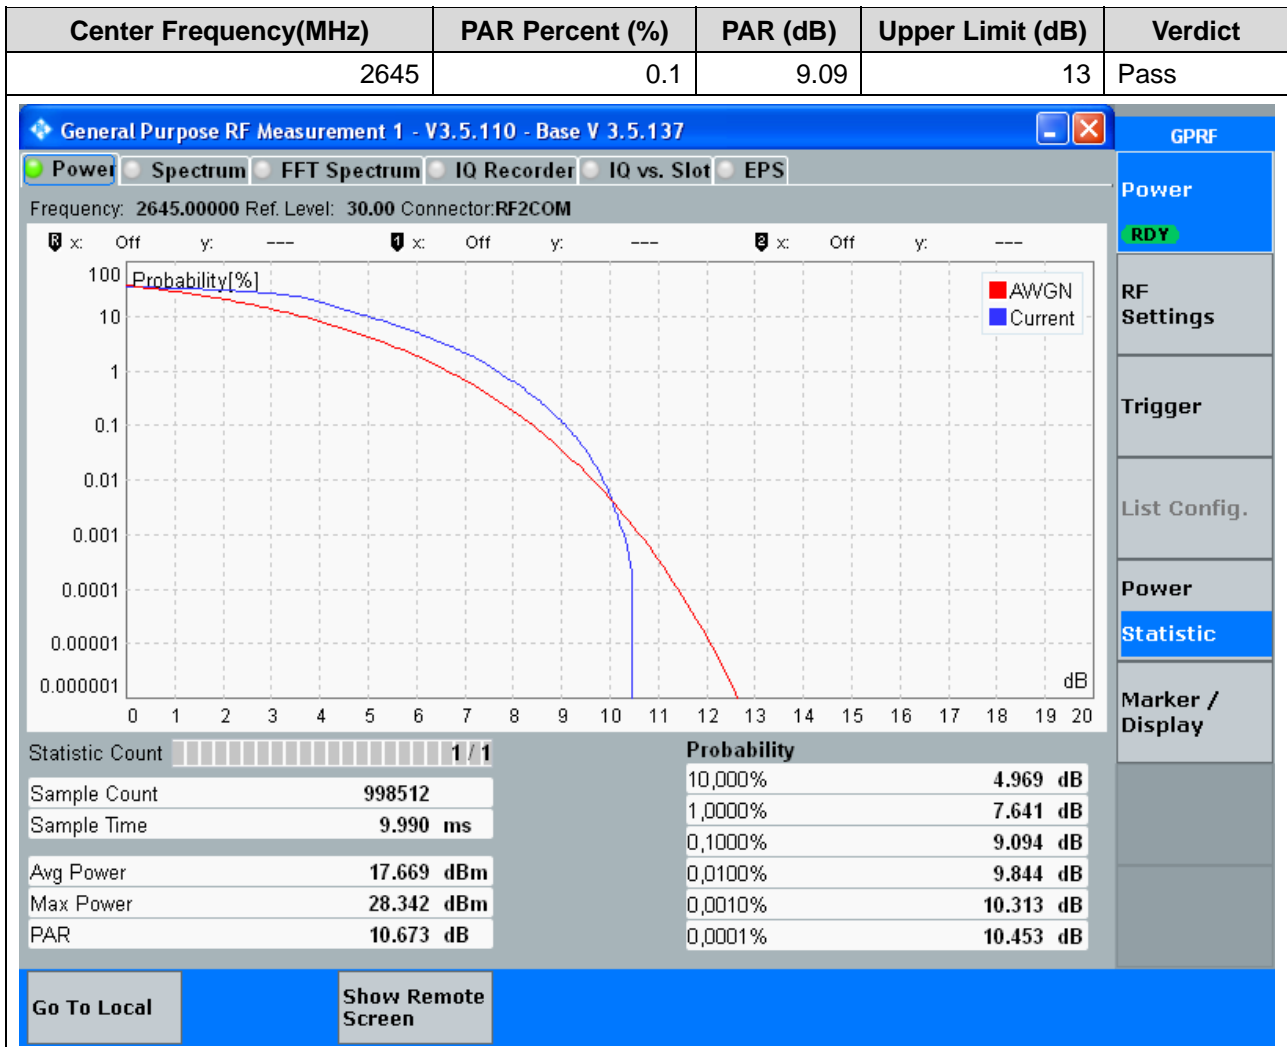 Center Frequency(MHz) PAR Percent (%) PAR (dB) Upper Limit (dB) Verdict
2645 0.1 9.09 13 Pass
General Purpose RF Measurement 1 - V3.5.110 - Base V 3.5.137
GPRF
Power Spectrum FFT Spectrum IQ Recorder IQ vs. Slot EPS
Power
RDY
Frequency: 2645.00000 Ref. Level: 30.00 Connector:RF2COM
R x: Off y: --- 1 x: Off y: --- 2 x: Off y: ---
100 Probability[%]
AWGN
Current
10
1
0.1
0.01
0.001
0.0001
0.00001
0.000001
dB
0 1 2 3 4 5 6 7 8 9 10 11 12 13 14 15 16 17 18 19 20
RF
Settings
Trigger
List Config.
Power
Statistic
Marker /
Display
Statistic Count 1 / 1
Sample Count 998512
Sample Time 9.990 ms
Avg Power 17.669 dBm
Max Power 28.342 dBm
PAR 10.673 dB
Probability
10,000% 4.969 dB
1,0000% 7.641 dB
0,1000% 9.094 dB
0,0100% 9.844 dB
0,0010% 10.313 dB
0,0001% 10.453 dB
Go To Local
Show Remote
Screen